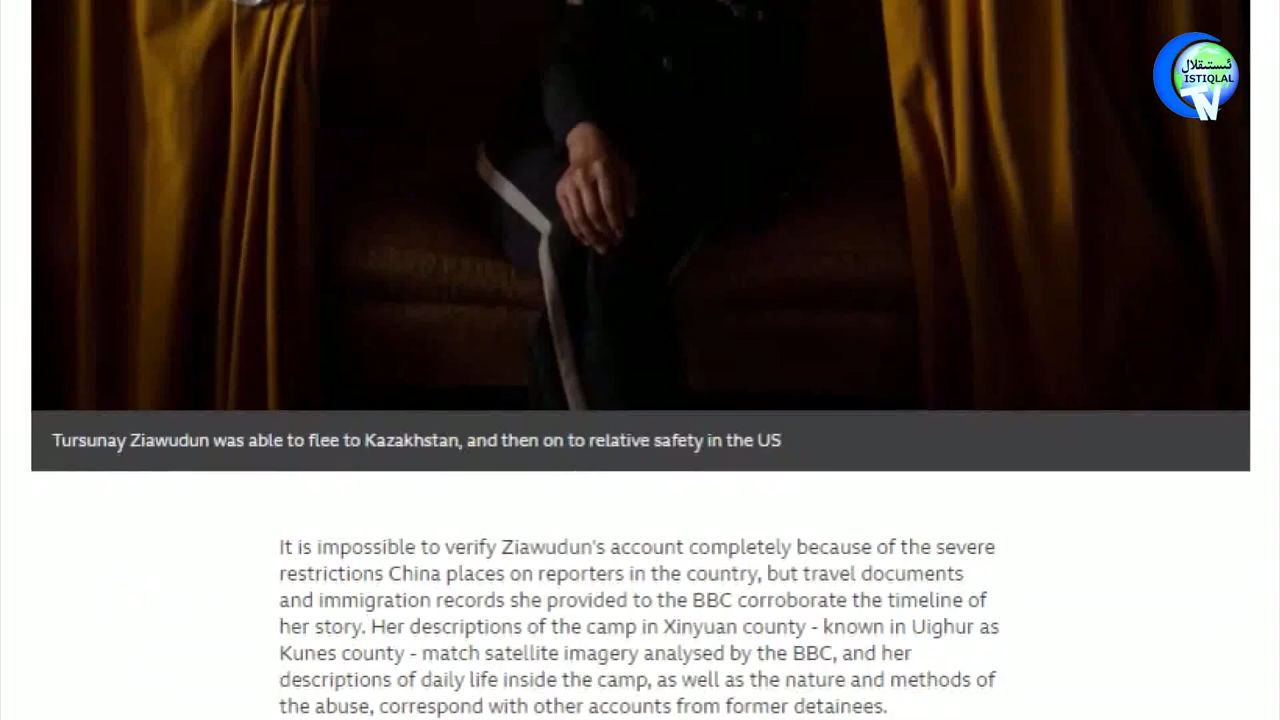 ئىستىقلال
ISTIQLAL
TV
Tursunay Ziawudun was able to flee to Kazakhstan, and then on to relative safety in the US
It is impossible to verify Ziawudun's account completely because of the severe
restrictions China places on reporters in the country, but travel documents
and immigration records she provided to the BBC corroborate the timeline of
her story. Her descriptions of the camp in Xinyuan county - known in Uighur as
Kunes county - match satellite imagery analysed by the BBC, and her
descriptions of daily life inside the camp, as well as the nature and methods of
the abuse, correspond with other accounts from former detainees.